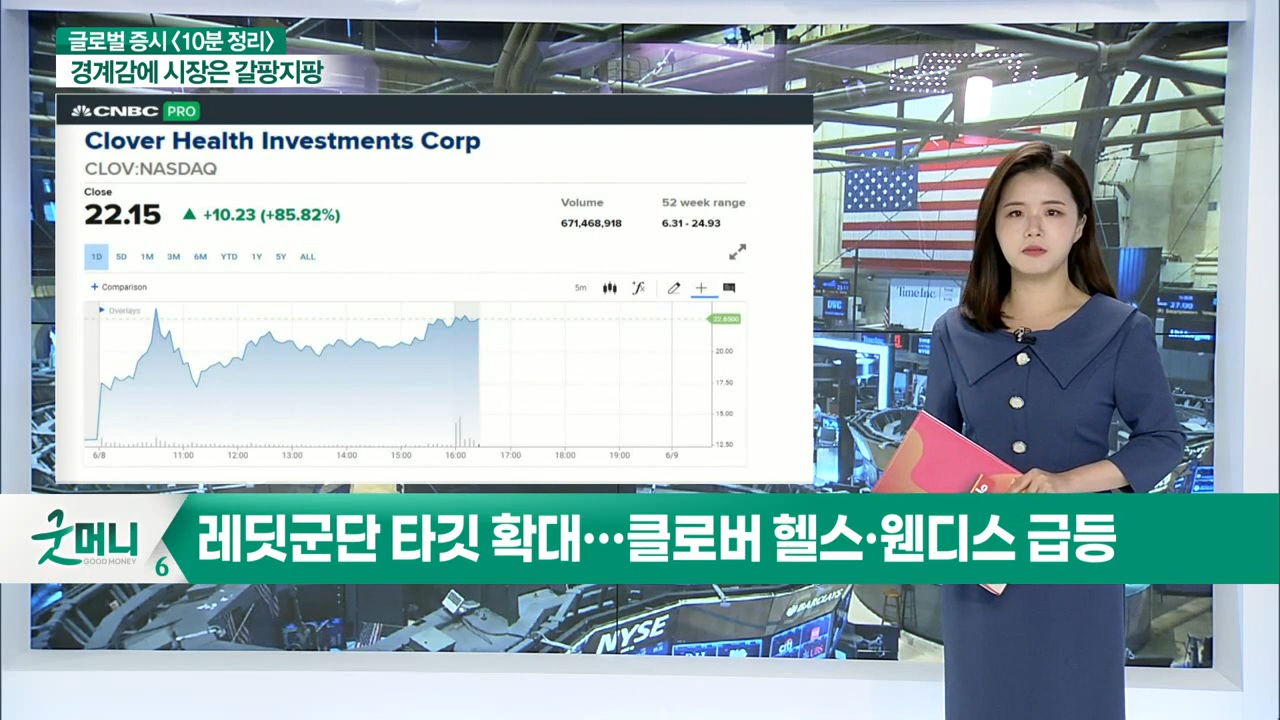 글로벌 증시 <10분 정리>
경계감에 시장은 갈팡지팡
CNBC PRO
Clover Health Investments Corp
CLOV:NASDAQ
Close
22.15 ▲ +10.23 (+85.82%)
Volume
671,468,918
52 week range
6.31 - 24.93
1D 5D 1M 3M 6M YTD 1Y 5Y ALL
+ Comparison
5m
Overlays
22.6500
20.00
17.50
15.00
12.50
6/8 11:00 12:00 13:00 14:00 15:00 16:00 17:00 18:00 19:00 6/9
TimeInc.
굿머니
GOOD MONEY
6
레딧군단 타깃 확대…클로버 헬스·웬디스 급등
NYSE
BARCLAYS
citi
UBS